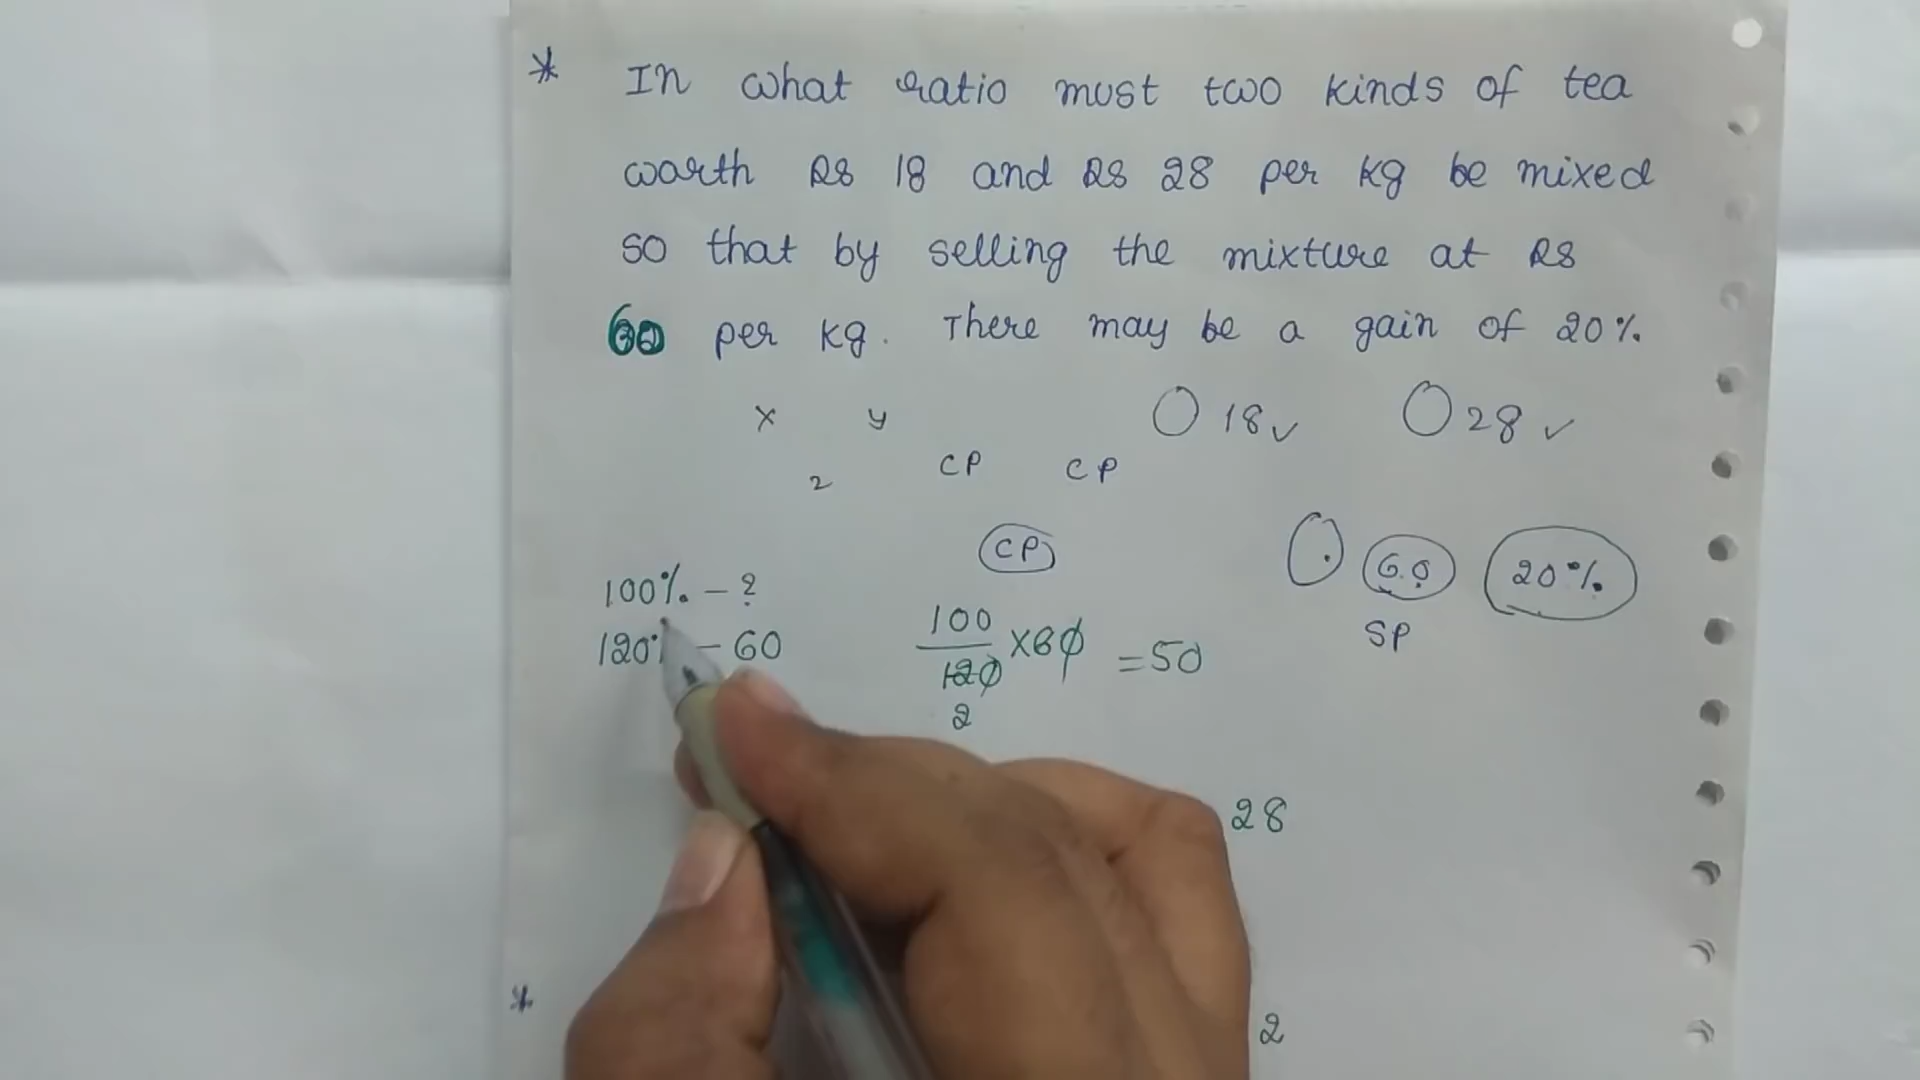 * In what ratio must two kinds of tea
worth Rs 18 and Rs 28 per kg be mixed
so that by selling the mixture at Rs
60 per kg. There may be a gain of 20%.
x y 18✓ 28✓
2 CP CP
CP
6.0 20%
SP
100% - ?
120% - 60
100
120 ×60 = 50
2
28
*
2